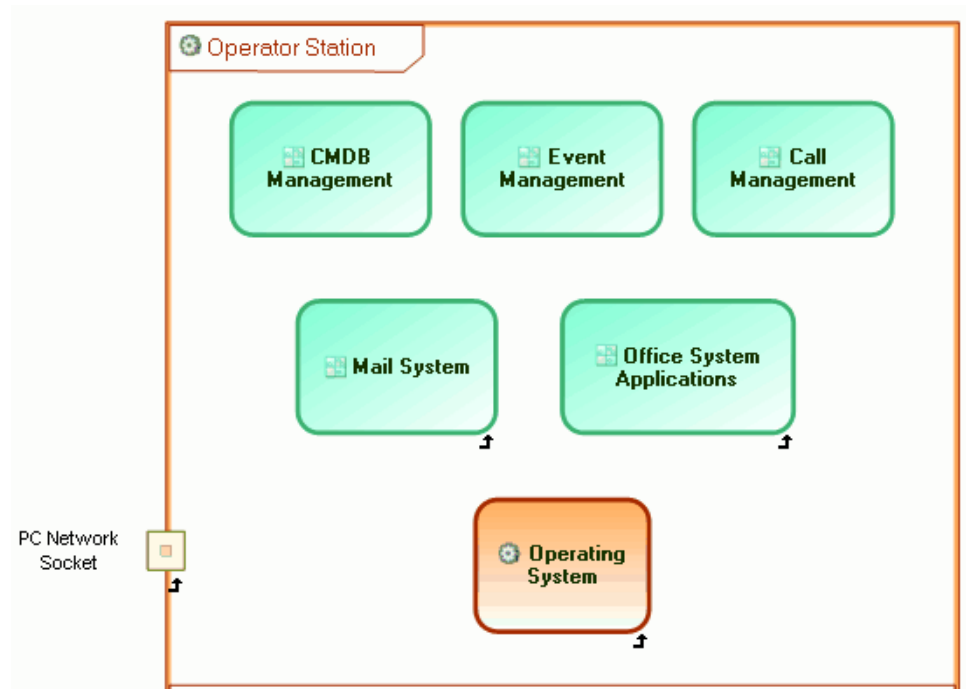 Operator Station
CMDB
Management
Event
Management
Call
Management
Mail System
Office System
Applications
PC Network
Socket
Operating
System